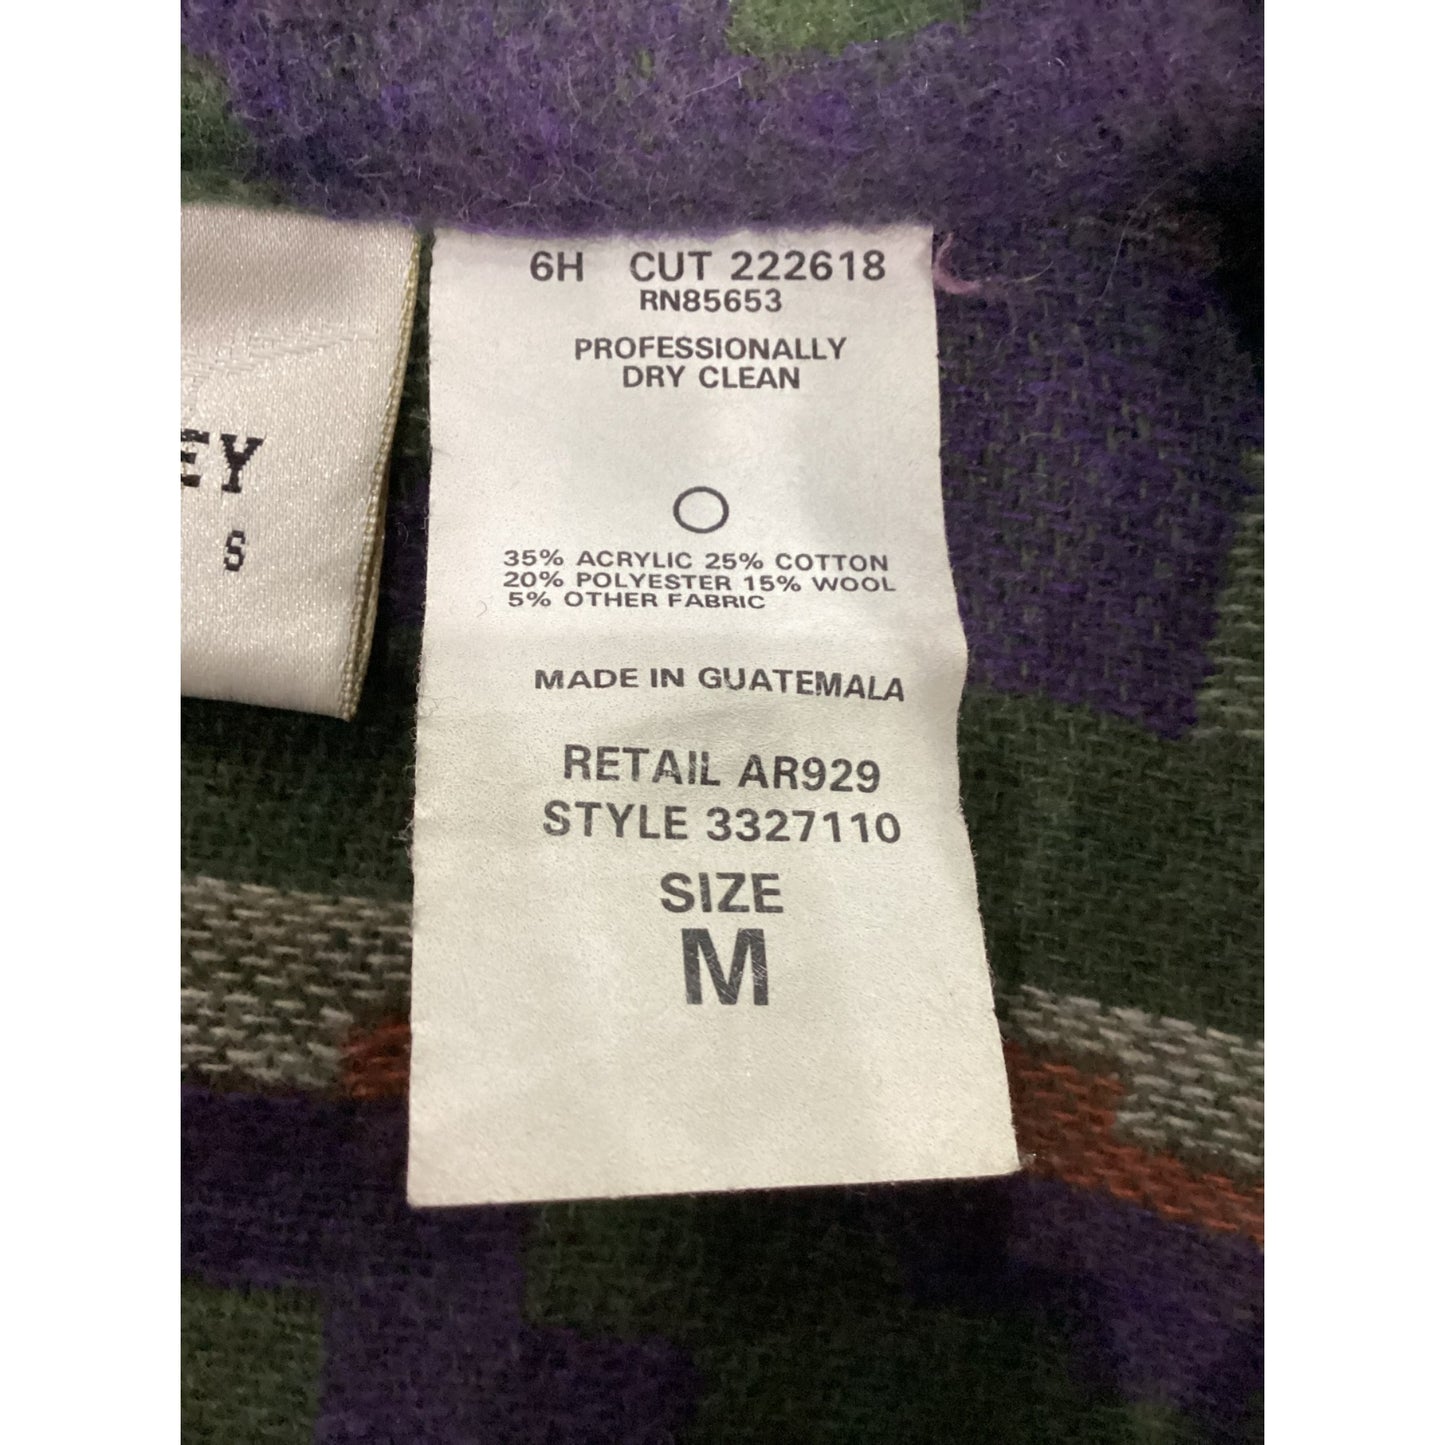 6H CUT 222618
RN85653
PROFESSIONALLY
DRY CLEAN
35% ACRYLIC 25% COTTON
20% POLYESTER 15% WOOL
5% OTHER FABRIC
MADE IN GUATEMALA
RETAIL AR929
STYLE 3327110
SIZE
M
EY
S